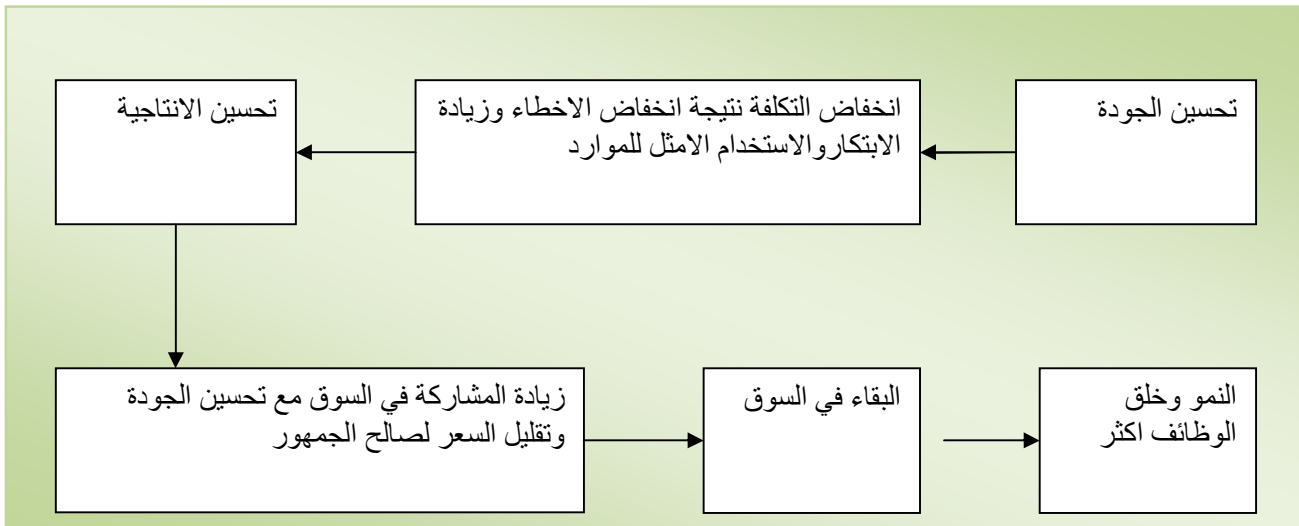 تحسين الجودة
انخفاض التكلفة نتيجة انخفاض الاخطاء وزيادة
الابتكاروالاستخدام الامثل للموارد
تحسين الانتاجية
زيادة المشاركة في السوق مع تحسين الجودة
وتقليل السعر لصالح الجمهور
البقاء في السوق
النمو وخلق
الوظائف اكثر